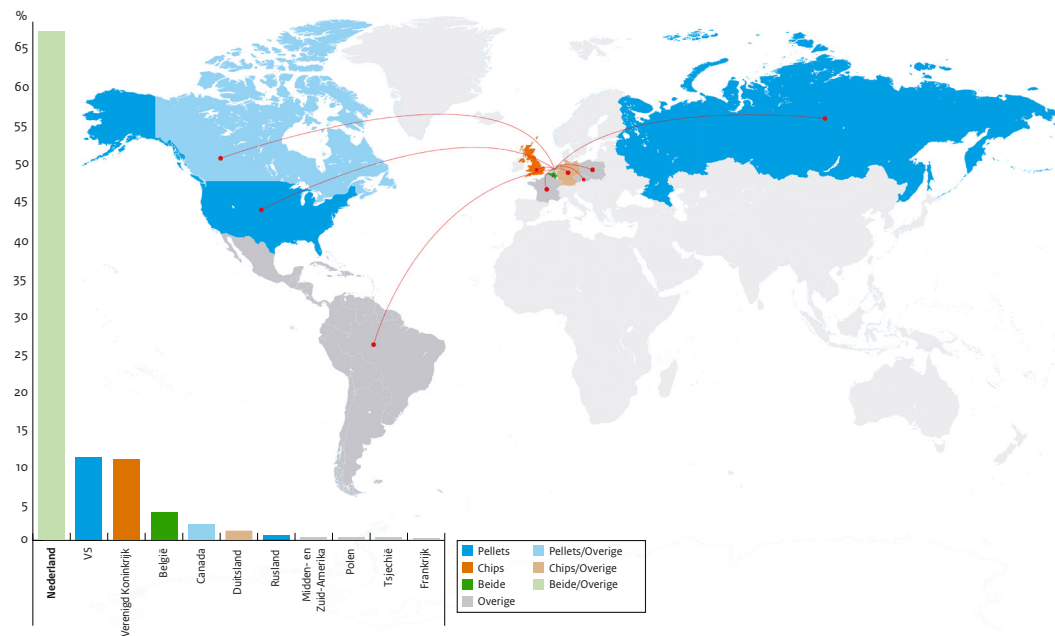 %
65
60
55
50
45
40
35
30
25
20
15
10
5
0
Nederland
VS
Verenigd Koninkrijk
België
Canada
Duitsland
Rusland
Midden- en
Zuid-Amerika
Polen
Tsjechië
Frankrijk
Pellets
Pellets/Overige
Chips
Chips/Overige
Beide
Beide/Overige
Overige